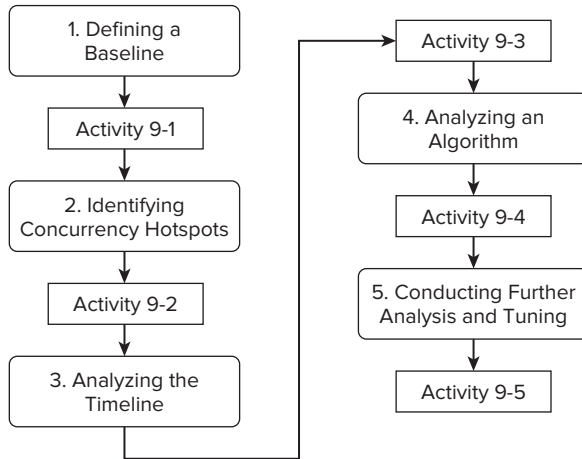 1. Defining a
Baseline
Activity 9-1
2. Identifying
Concurrency Hotspots
Activity 9-2
3. Analyzing the
Timeline
Activity 9-3
4. Analyzing an
Algorithm
Activity 9-4
5. Conducting Further
Analysis and Tuning
Activity 9-5